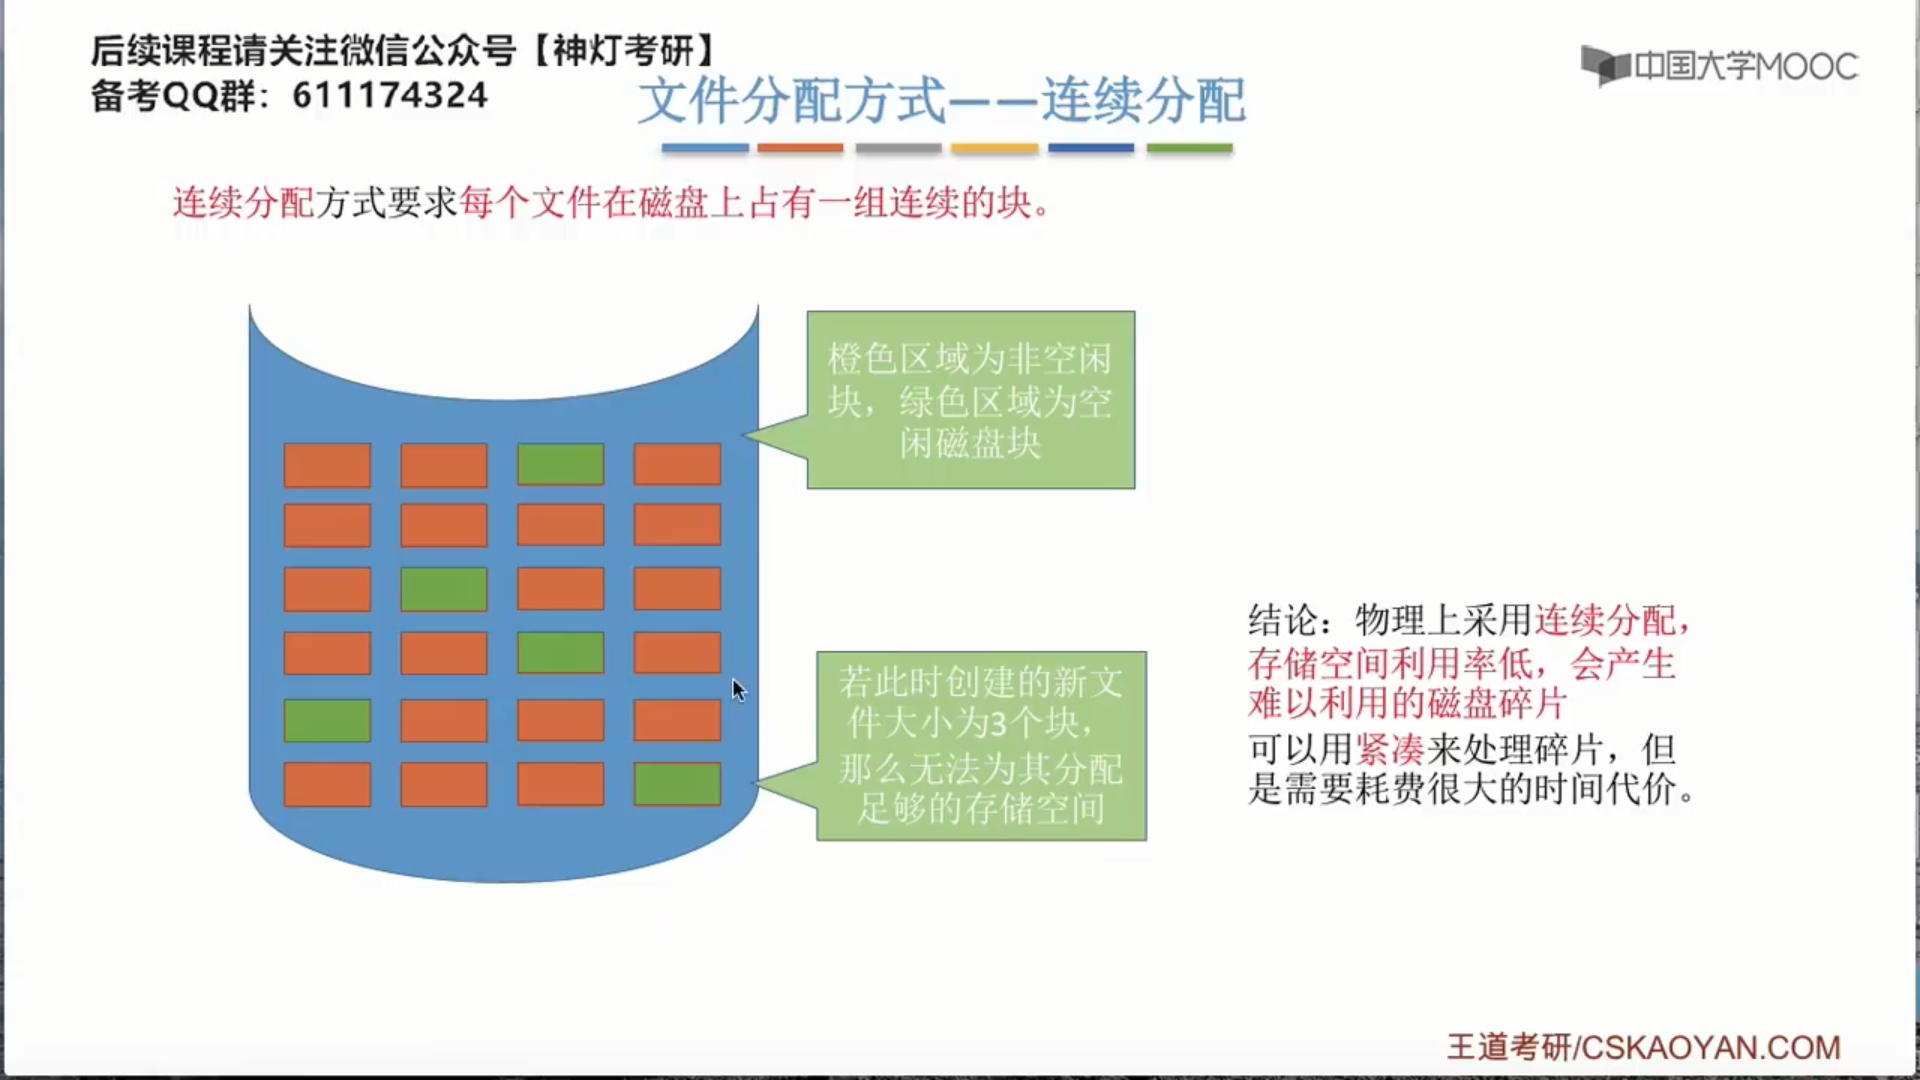 后续课程请关注微信公众号【神灯考研】
备考QQ群：611174324
中国大学MOOC
文件分配方式——连续分配
连续分配方式要求每个文件在磁盘上占有一组连续的块。
橙色区域为非空闲
块，绿色区域为空
闲磁盘块
若此时创建的新文
件大小为3个块，
那么无法为其分配
足够的存储空间
结论：物理上采用连续分配，
存储空间利用率低，会产生
难以利用的磁盘碎片
可以用紧凑来处理碎片，但
是需要耗费很大的时间代价。
王道考研/CSKAOYAN.COM